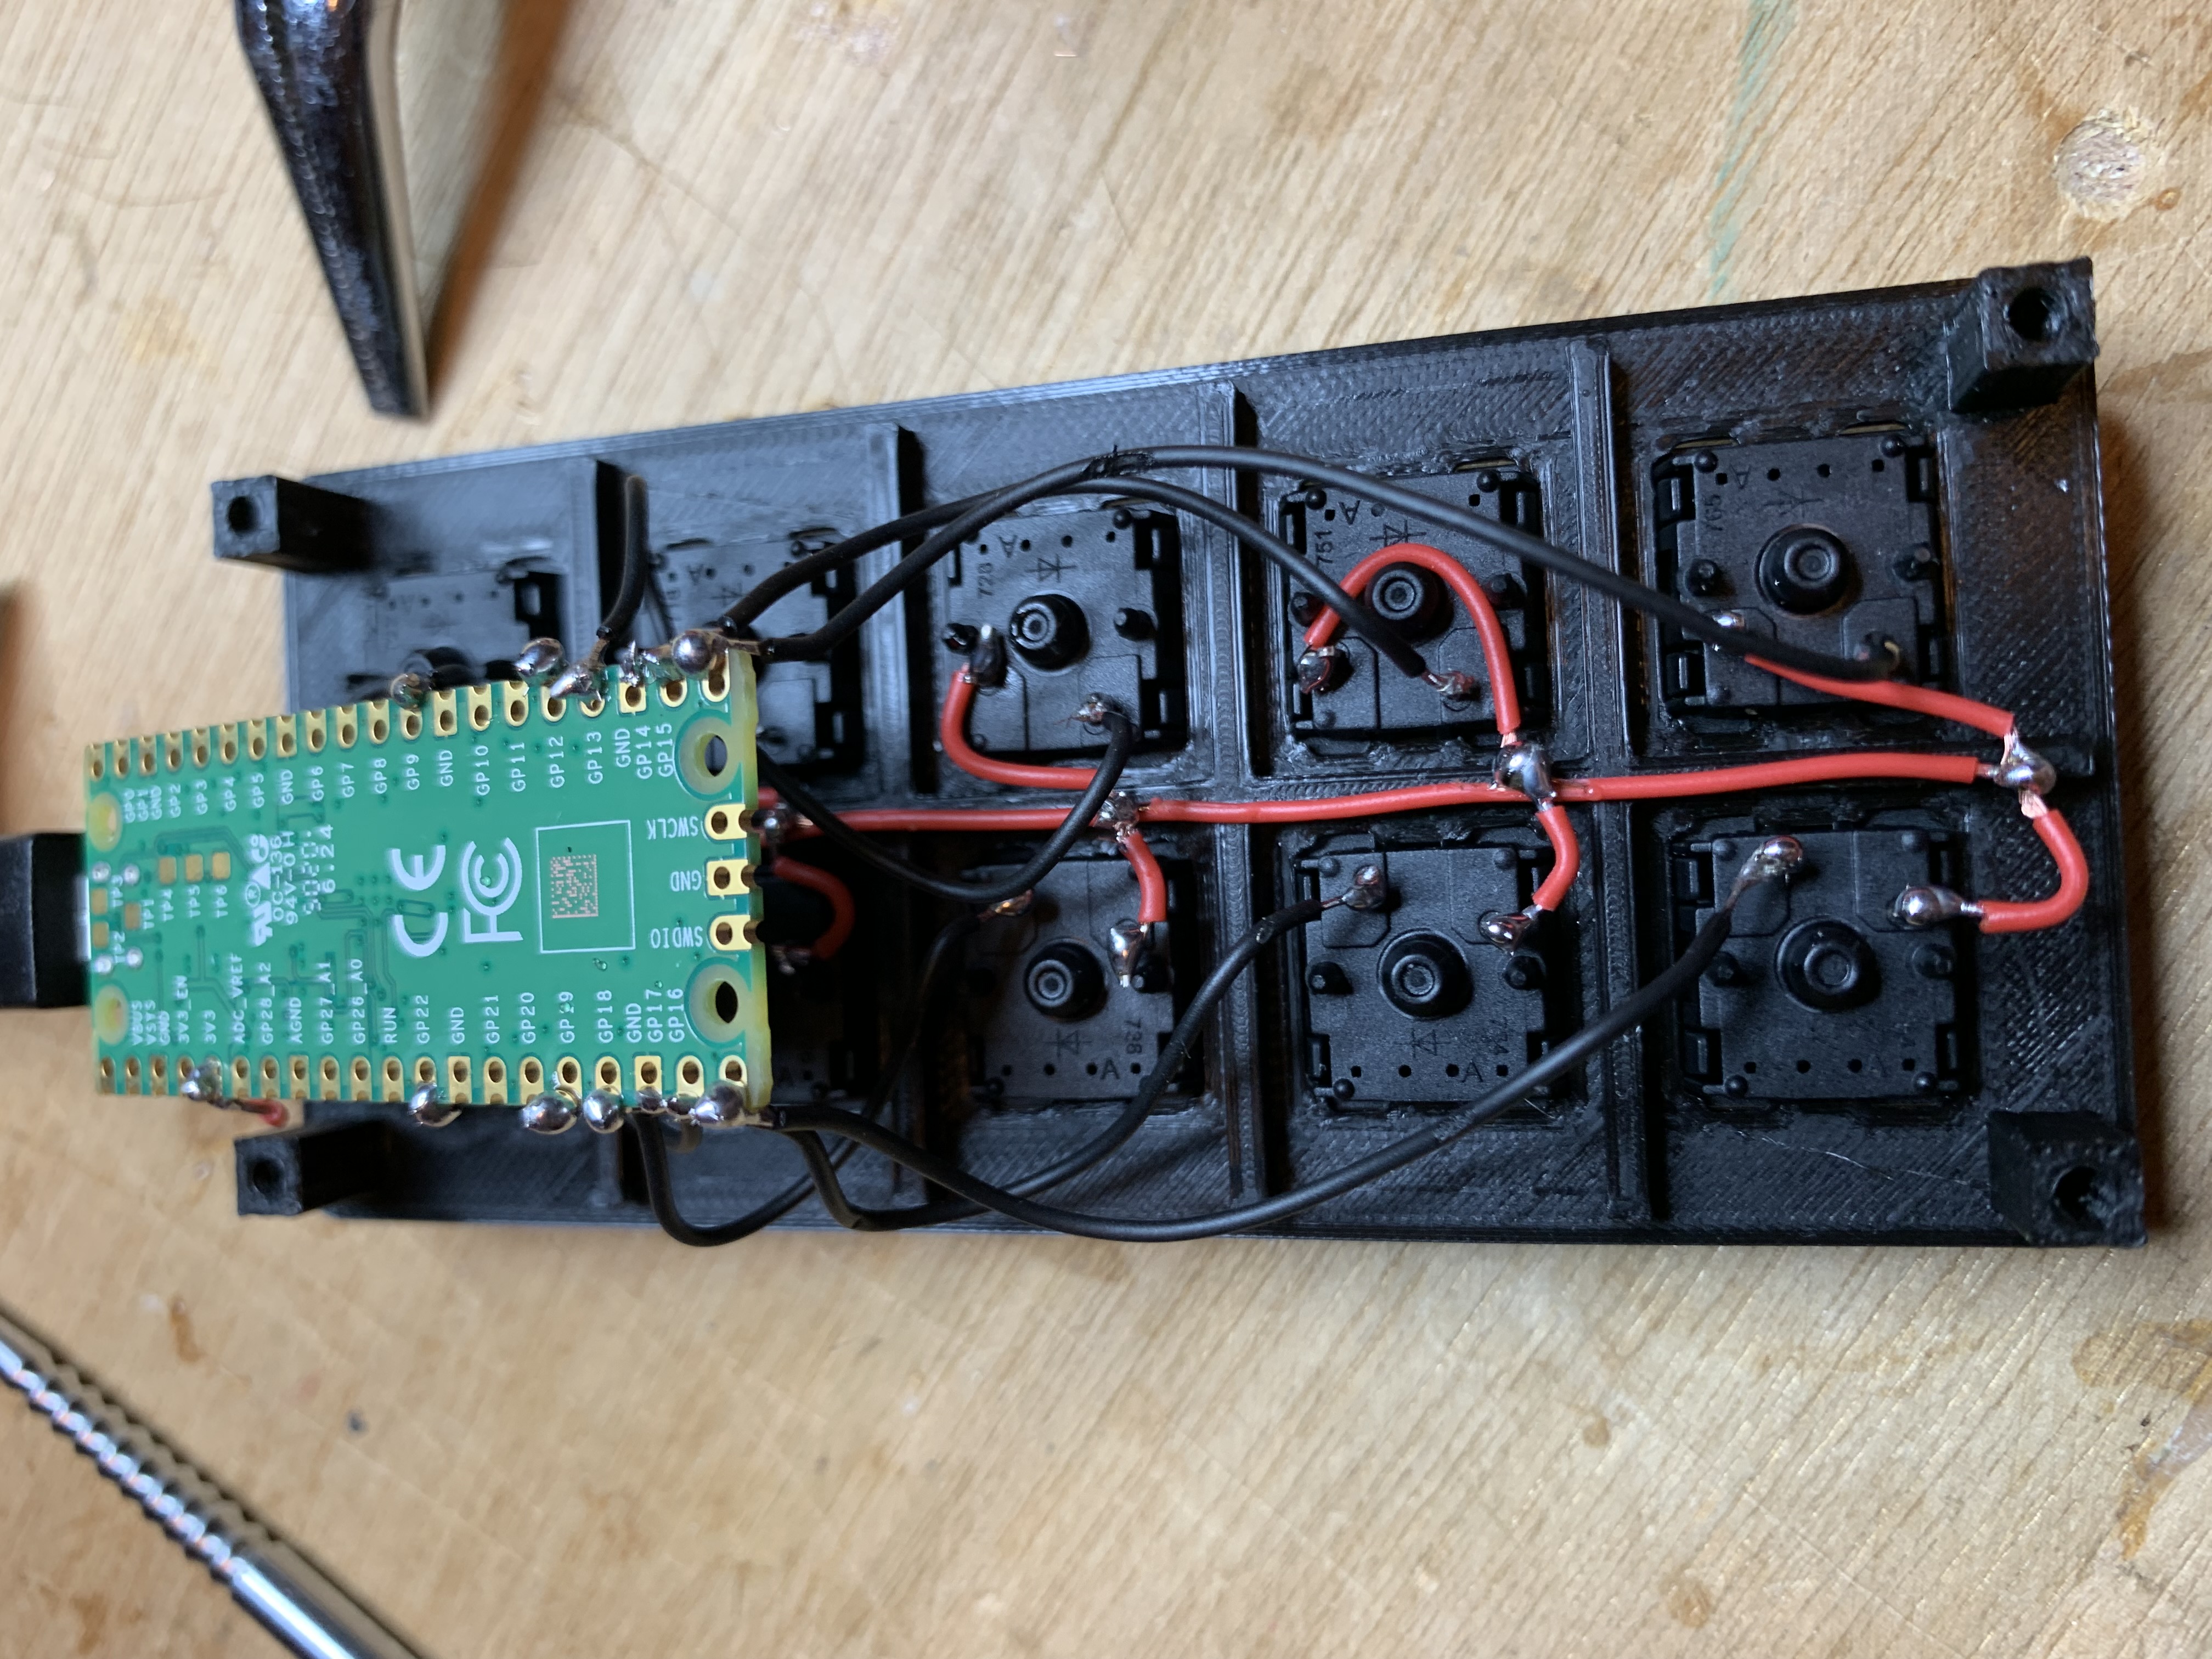 TP2 TP3
TP1
TP4
TP5
TP6
VBUS
VSYS
GND
3V3_EN
3V3
ADC_VREF
GP28_A2
AGND
GP27_A1
GP26_A0
RUN
GP22
GND
GP21
GP20
GP19
GP18
GND
GP17
GP16
GP0
GP1
GND
GP2
GP3
GP4
GP5
GND
GP6
GP7
GP8
GP9
GND
GP10
GP11
GP12
GP13
GND
GP14
GP15
OC-136
94V-0H
6.24
CE
FC
SWDIO
GND
SWCLK
728
A
A
736
751
A
A
765
A